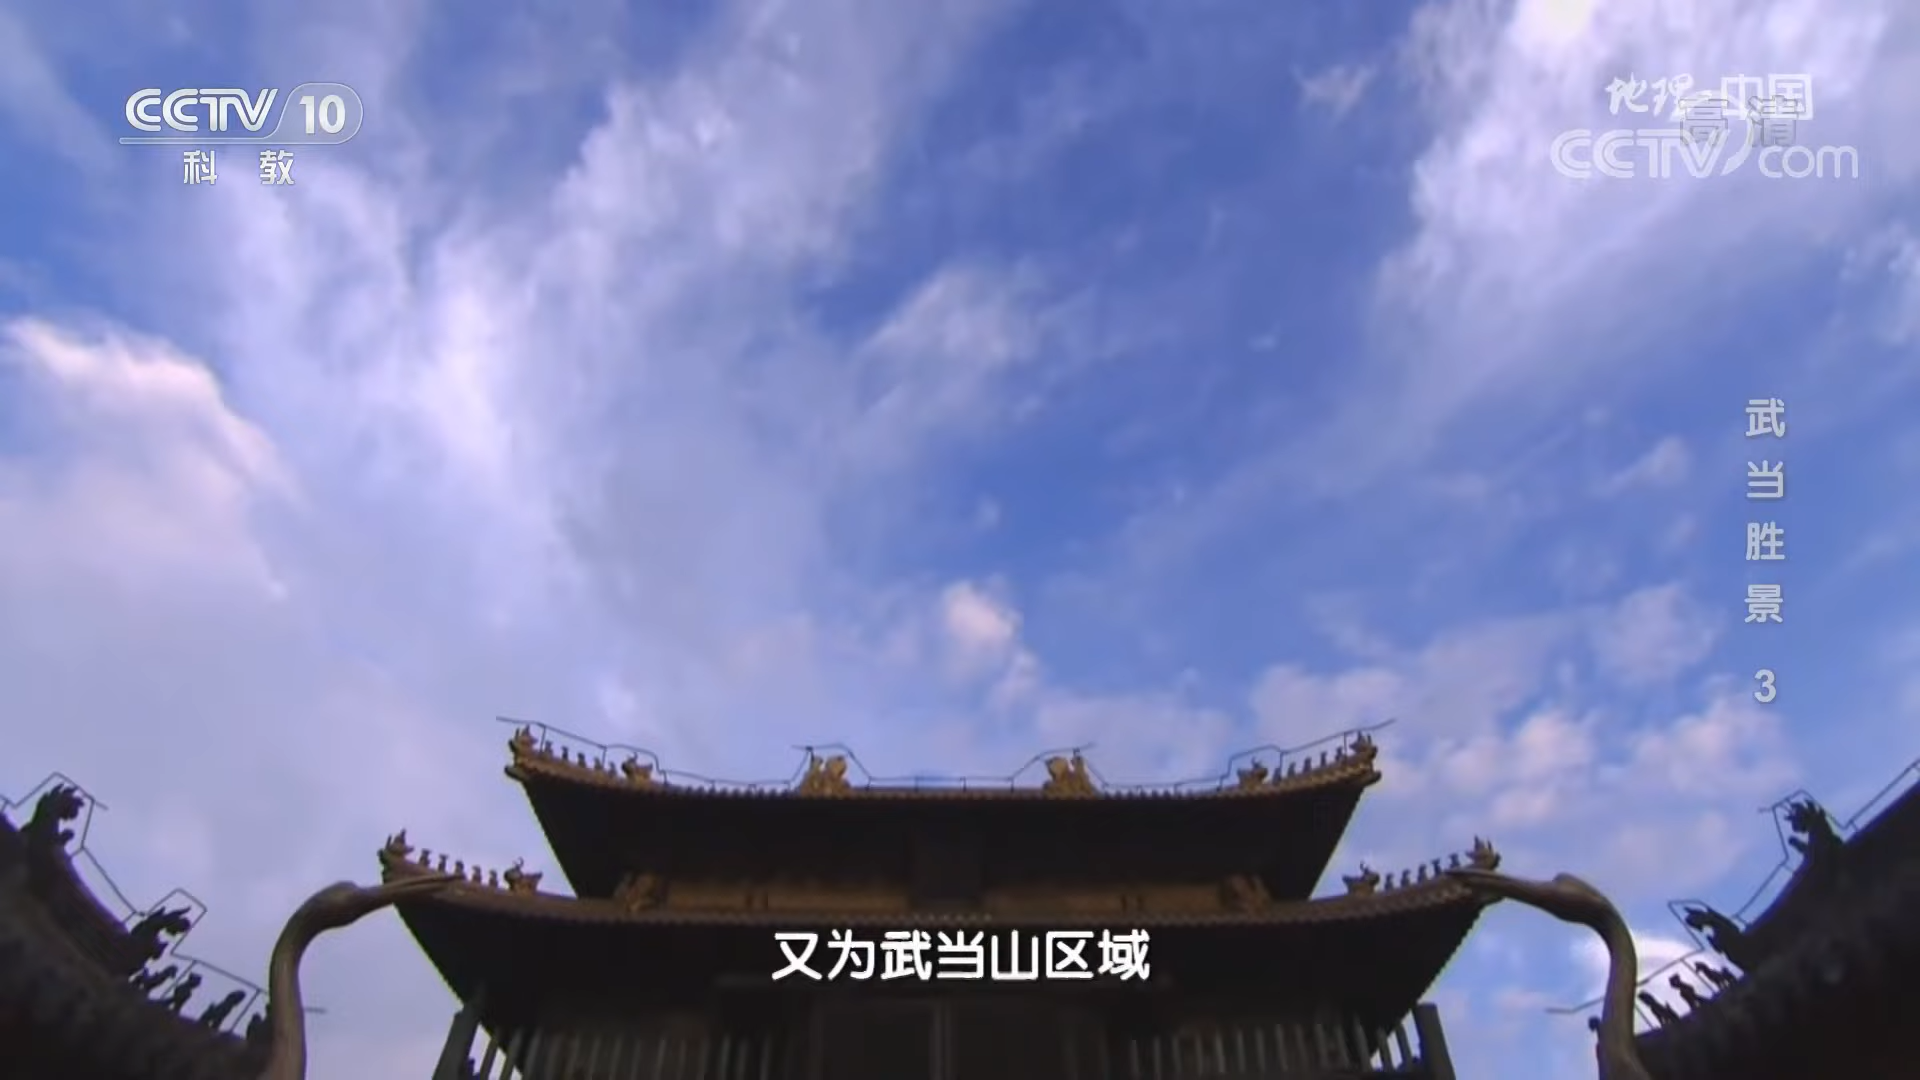 CCTV 10
科 教
地理·中国
高清
CCTV.com
武当胜景 3
又为武当山区域